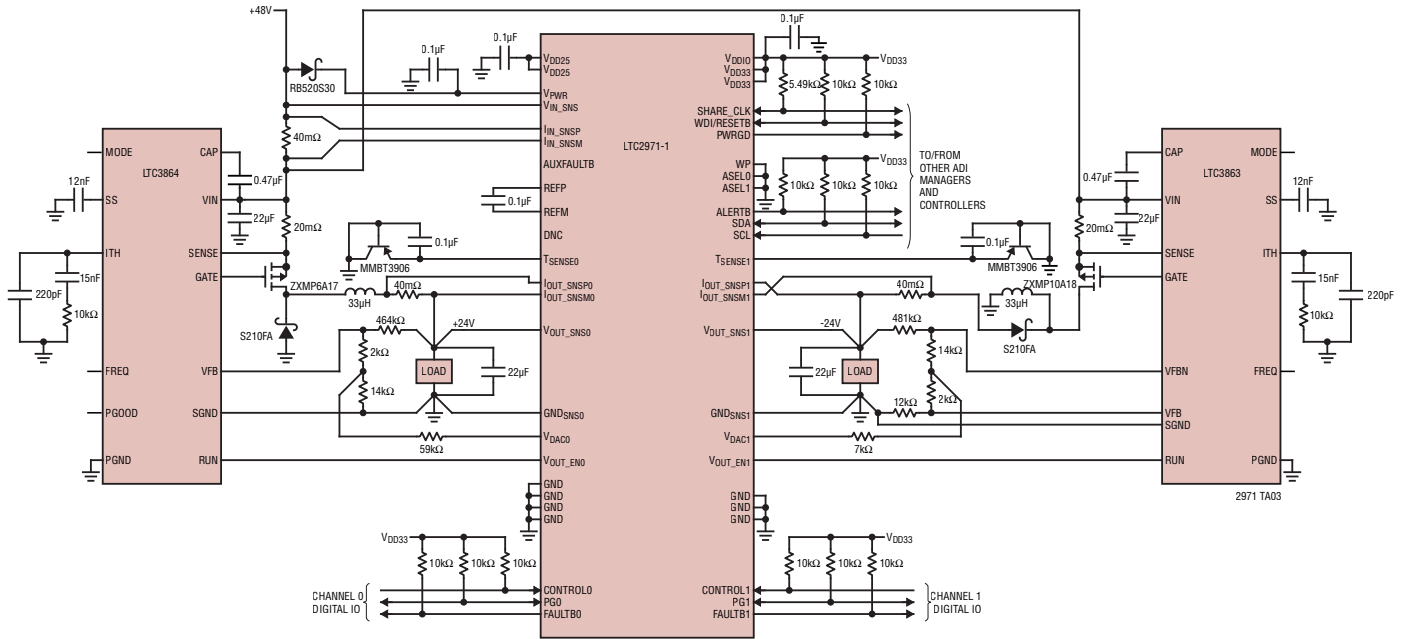 +48V
RB520S30
0.1µF
0.1µF
0.1µF
40mΩ
LTC3864
MODE
CAP
12nF
SS
0.47µF
VIN
22µF
20mΩ
ITH
SENSE
GATE
15nF
220pF
10kΩ
ZXMP6A17
MMBT3906
0.1µF
40mΩ
33µH
S210FA
464kΩ
+24V
2kΩ
14kΩ
LOAD
22µF
59kΩ
FREQ
VFB
PGOOD
SGND
PGND
RUN
LTC2971-1
VDD25
VDD25
VPWR
VIN_SNS
IIN_SNSP
IIN_SNSM
AUXFAULTB
REFP
0.1µF
REFM
DNC
TSENSE0
IOUT_SNSP0
IOUT_SNSM0
VOUT_SNS0
GNDSNS0
VDAC0
VOUT_EN0
GND
GND
GND
GND
VDD33
10kΩ
10kΩ
10kΩ
CHANNEL 0
DIGITAL IO
CONTROL0
PG0
FAULTB0
VDDIO
VDD33
VDD33
VDD33
5.49kΩ
10kΩ
10kΩ
SHARE_CLK
WDI/RESETB
PWRGD
WP
ASEL0
ASEL1
VDD33
10kΩ
10kΩ
10kΩ
ALERTB
SDA
SCL
TO/FROM
OTHER ADI
MANAGERS
AND
CONTROLLERS
TSENSE1
IOUT_SNSP1
IOUT_SNSM1
VOUT_SNS1
GNDSNS1
VDAC1
VOUT_EN1
GND
GND
GND
VDD33
10kΩ
10kΩ
10kΩ
CONTROL1
PG1
FAULTB1
CHANNEL 1
DIGITAL IO
0.1µF
MMBT3906
40mΩ
33µH
ZXMP10A18
S210FA
-24V
481kΩ
14kΩ
LOAD
22µF
12kΩ
2kΩ
7kΩ
0.47µF
22µF
20mΩ
LTC3863
CAP
MODE
VIN
SS
12nF
SENSE
ITH
GATE
15nF
220pF
10kΩ
VFBN
FREQ
VFB
SGND
RUN
PGND
2971 TA03